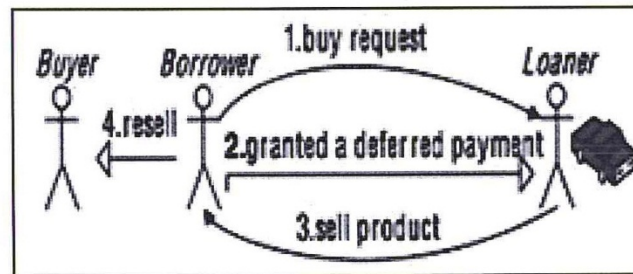 1.buy request
Buyer Borrower Loaner
4.resell
2.granted a deferred payment
3.sell product